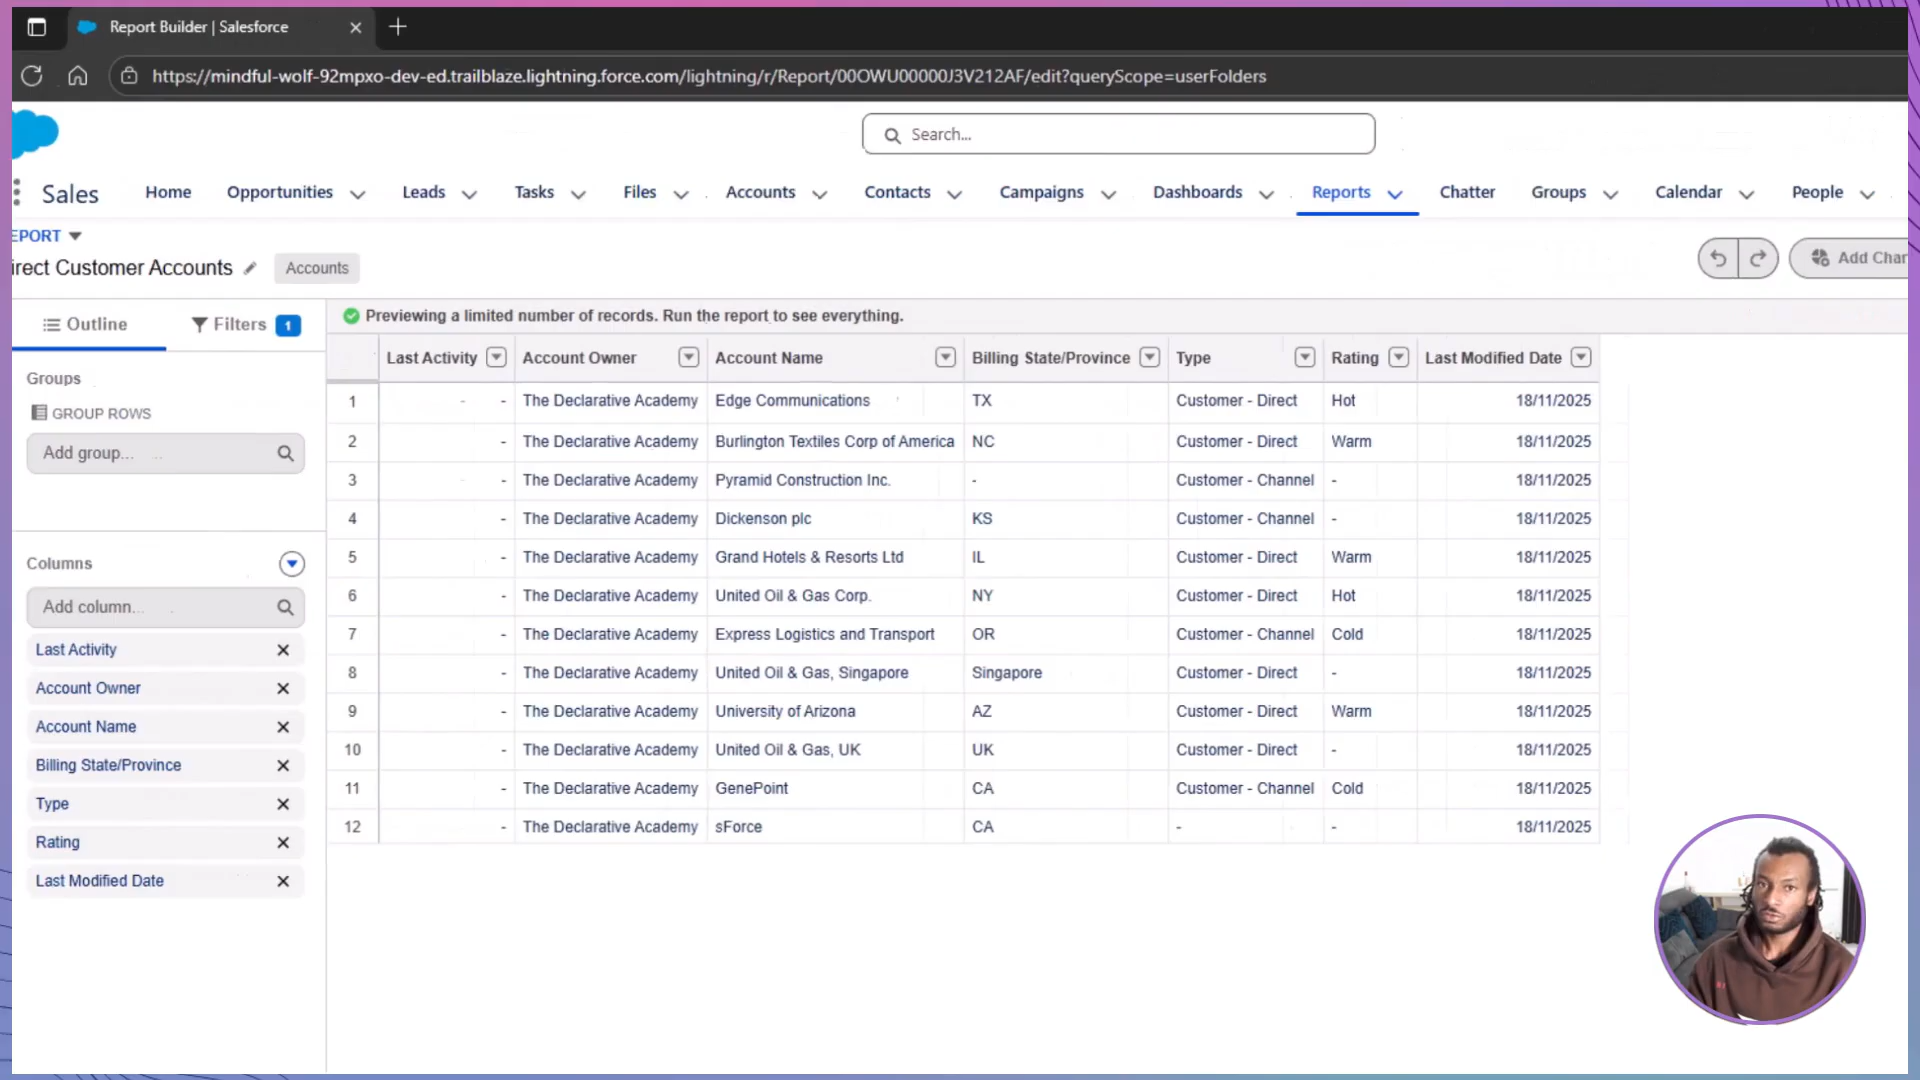 Report Builder | Salesforce
https://mindful-wolf-92mpxo-dev-ed.trailblaze.lightning.force.com/lightning/r/Report/00OWU00000J3V212AF/edit?queryScope=userFolders
Search...
Sales Home Opportunities Leads Tasks Files Accounts Contacts Campaigns Dashboards Reports Chatter Groups Calendar People
EPORT
irect Customer Accounts Accounts
Add Char
Outline Filters 1
Previewing a limited number of records. Run the report to see everything.
Groups
GROUP ROWS
Add group...
Columns
Add column...
Last Activity
Account Owner
Account Name
Billing State/Province
Type
Rating
Last Modified Date
Last Activity Account Owner Account Name Billing State/Province Type Rating Last Modified Date
1 - The Declarative Academy Edge Communications TX Customer - Direct Hot 18/11/2025
2 - The Declarative Academy Burlington Textiles Corp of America NC Customer - Direct Warm 18/11/2025
3 - The Declarative Academy Pyramid Construction Inc. - Customer - Channel - 18/11/2025
4 - The Declarative Academy Dickenson plc KS Customer - Channel - 18/11/2025
5 - The Declarative Academy Grand Hotels & Resorts Ltd IL Customer - Direct Warm 18/11/2025
6 - The Declarative Academy United Oil & Gas Corp. NY Customer - Direct Hot 18/11/2025
7 - The Declarative Academy Express Logistics and Transport OR Customer - Channel Cold 18/11/2025
8 - The Declarative Academy United Oil & Gas, Singapore Singapore Customer - Direct - 18/11/2025
9 - The Declarative Academy University of Arizona AZ Customer - Direct Warm 18/11/2025
10 - The Declarative Academy United Oil & Gas, UK UK Customer - Direct - 18/11/2025
11 - The Declarative Academy GenePoint CA Customer - Channel Cold 18/11/2025
12 - The Declarative Academy sForce CA - - 18/11/2025